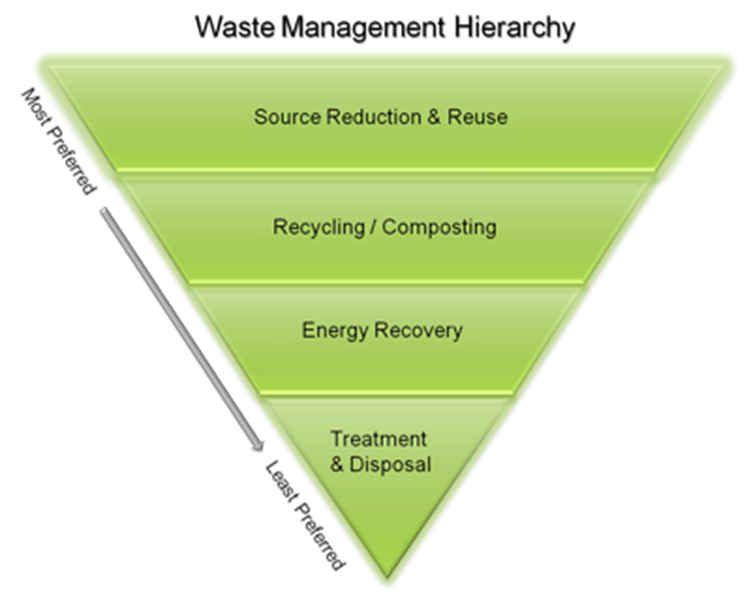 Waste Management Hierarchy
Most Preferred
Source Reduction & Reuse
Recycling / Composting
Energy Recovery
Treatment
& Disposal
Least Preferred